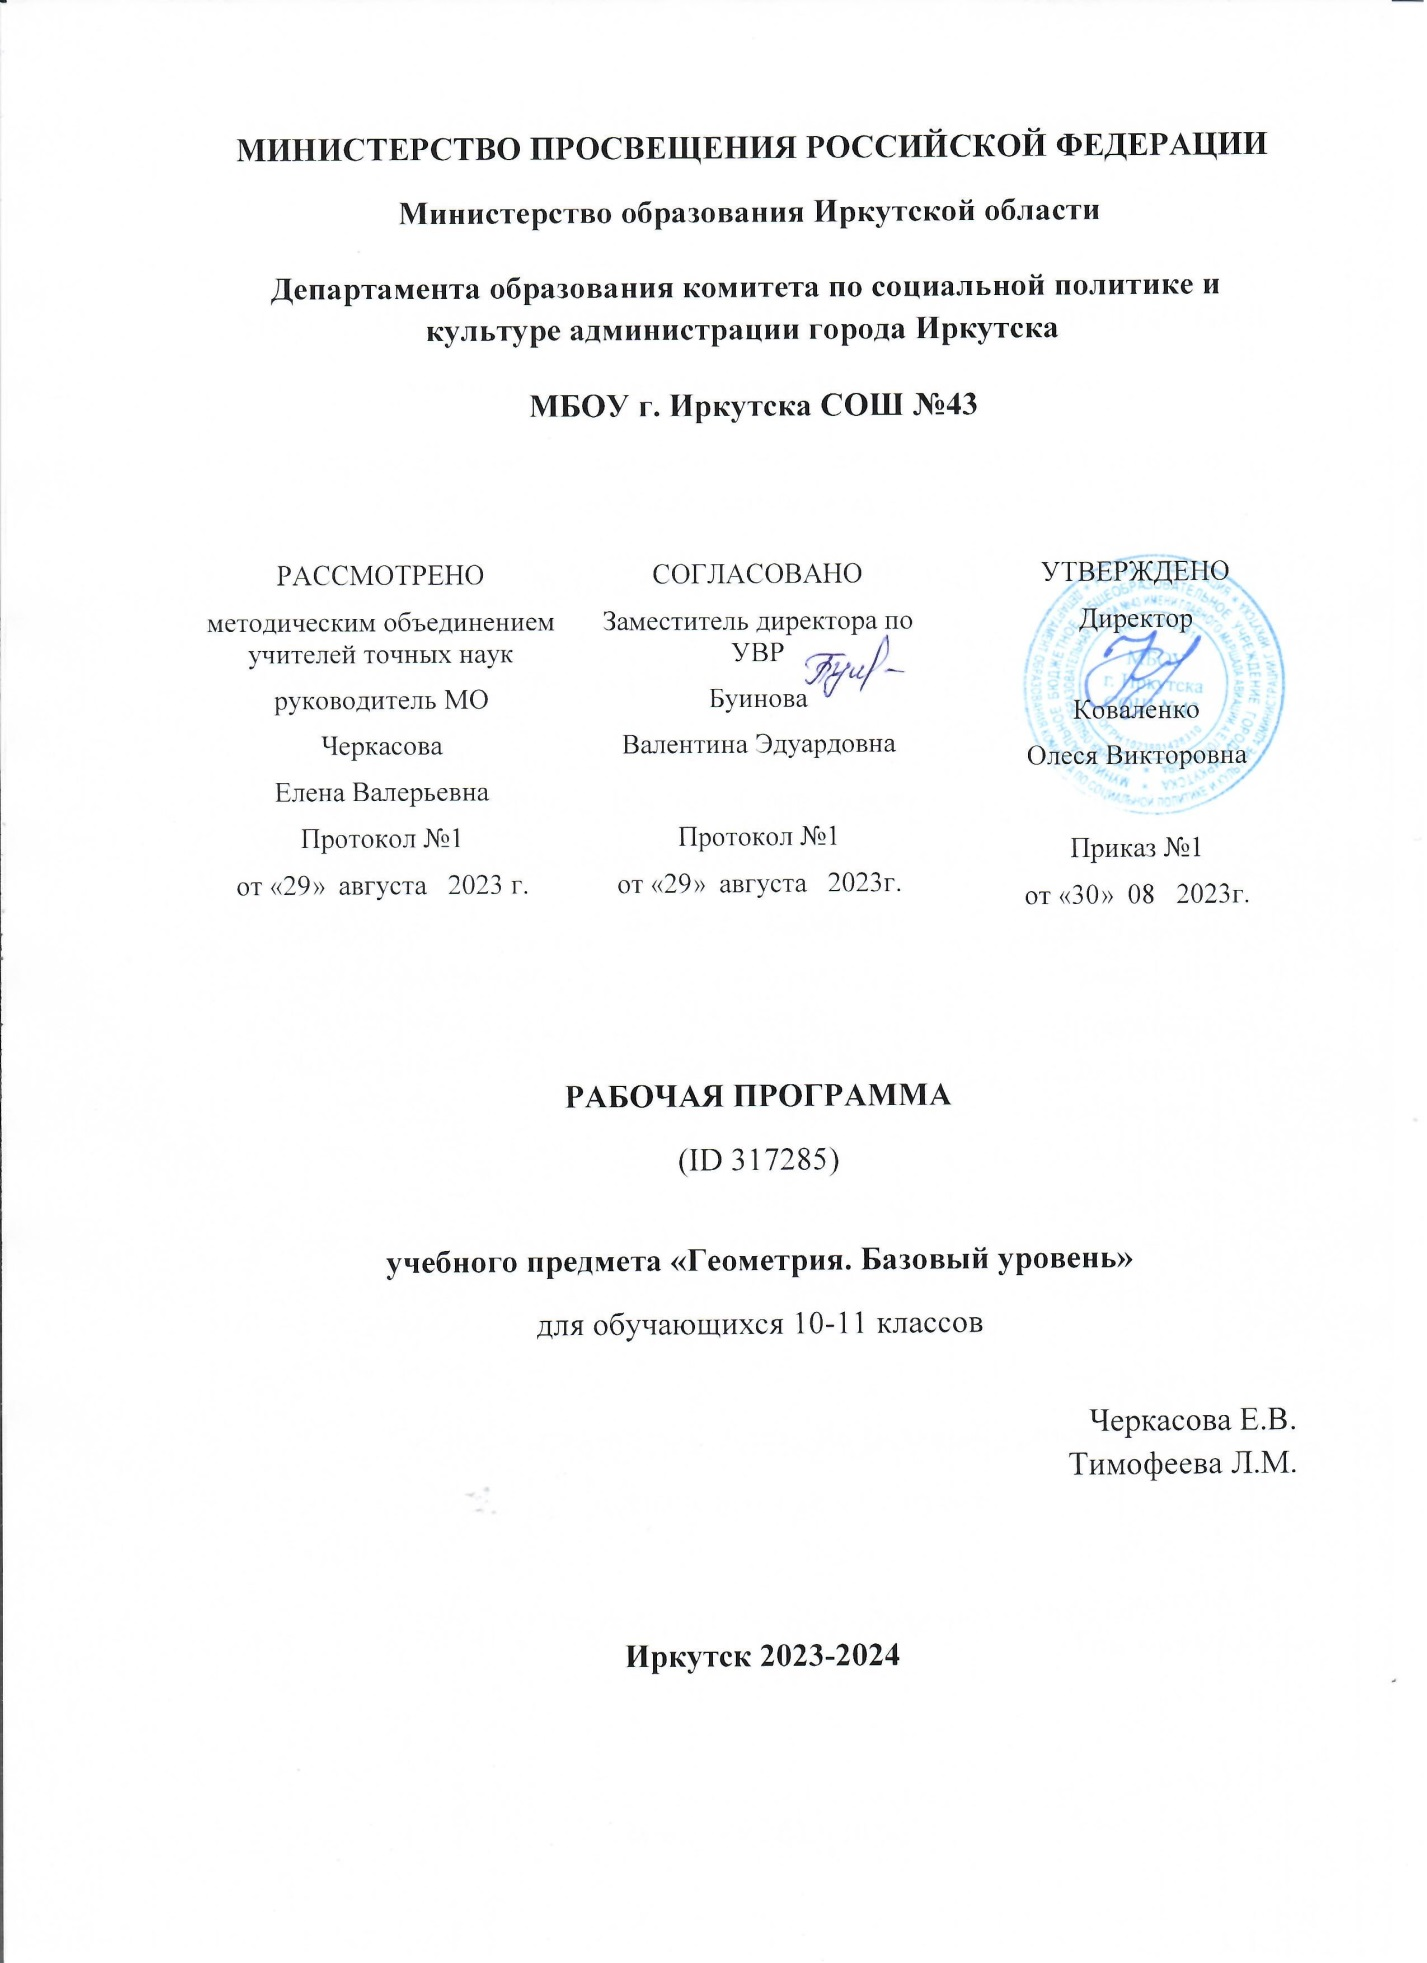 МИНИСТЕРСТВО ПРОСВЕЩЕНИЯ РОССИЙСКОЙ ФЕДЕРАЦИИ
Министерство образования Иркутской области
Департамента образования комитета по социальной политике и
культуре администрации города Иркутска
МБОУ г. Иркутска СОШ №43
РАССМОТРЕНО
методическим объединением
учителей точных наук
руководитель МО
Черкасова
Елена Валерьевна
Протокол №1
от «29» августа 2023 г.
СОГЛАСОВАНО
Заместитель директора по
УВР
Буинова
Валентина Эдуардовна
Протокол №1
от «29» августа 2023г.
УТВЕРЖДЕНО
Директор
МБОУ
г. Иркутска
Коваленко
Олеся Викторовна
Приказ №1
от «30» 08 2023г.
РАБОЧАЯ ПРОГРАММА
(ID 317285)
учебного предмета «Геометрия. Базовый уровень»
для обучающихся 10-11 классов
Черкасова Е.В.
Тимофеева Л.М.
Иркутск 2023-2024